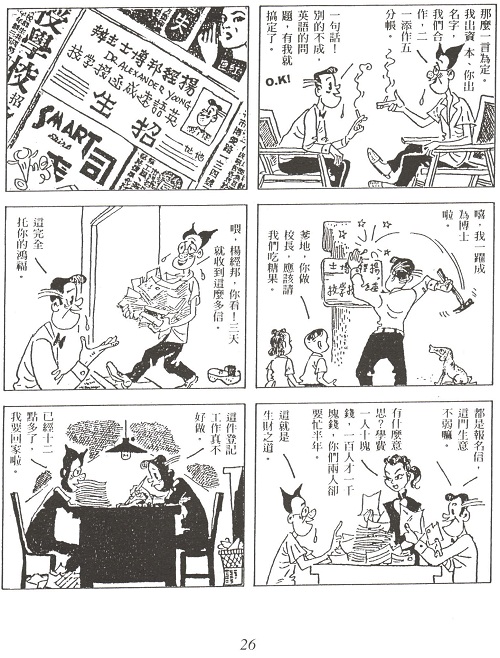 那麼一言為定。
我出資本、你出
名字,我們合
作,二
一添作五
分帳。
一句話!
別的不成,
英語的問
題,有我就
搞定了。
O.K!
授學校
招
楊經邦博士主辦
DR ALEXANDER YOONG
英語速成函授學校
招生
SMART
司
嘻,我一躍成
為博士
啦。
爹地,你做
校長,應該請
我們吃糖果。
喂,楊經邦,你看!三天
就收到這麼多信。
這完全
托你的鴻福。
都是報名信,
這門生意
不弱嘛。
有什麼意
思?學費
一人十塊
錢,一百人才一千
塊錢,你們兩人卻
要忙半年。
這就是
生財之道。
這件登記
工作真不
好做。
已經十二
點多了,
我要回家啦。
26